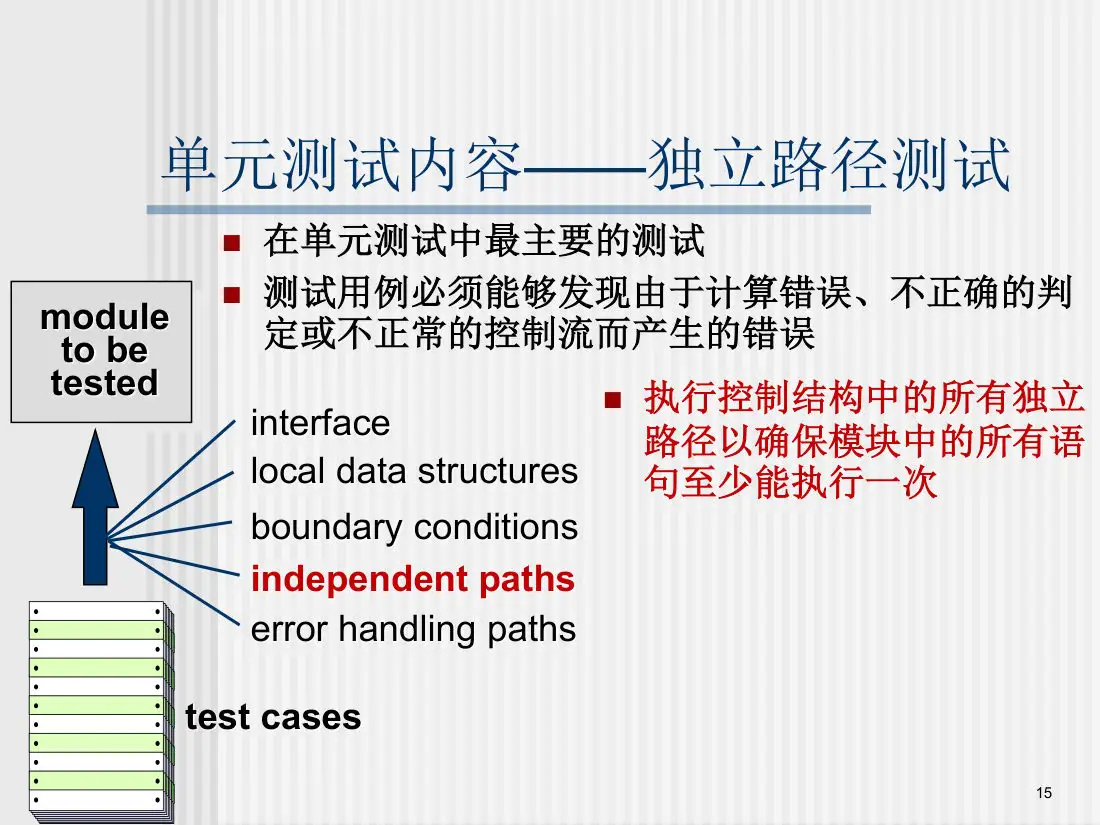 单元测试内容——独立路径测试
在单元测试中最主要的测试
测试用例必须能够发现由于计算错误、不正确的判
定或不正常的控制流而产生的错误
module
to be
tested
执行控制结构中的所有独立
路径以确保模块中的所有语
句至少能执行一次
interface
local data structures
boundary conditions
independent paths
error handling paths
test cases
15